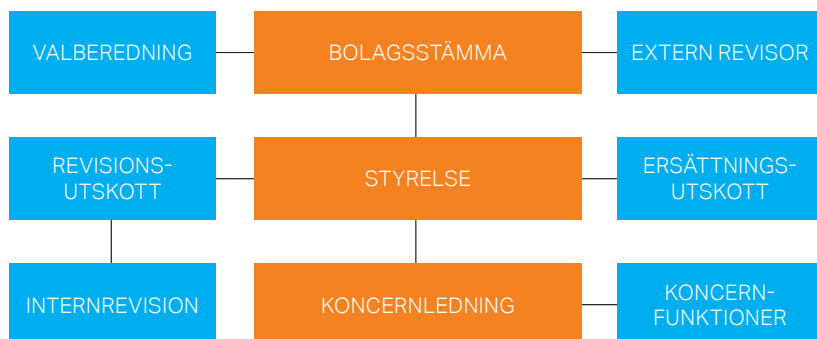 VALBEREDNING
BOLAGSSTÄMMA
EXTERN REVISOR
REVISIONS-
UTSKOTT
STYRELSE
ERSÄTTNINGS-
UTSKOTT
INTERNREVISION
KONCERNLEDNING
KONCERN-
FUNKTIONER